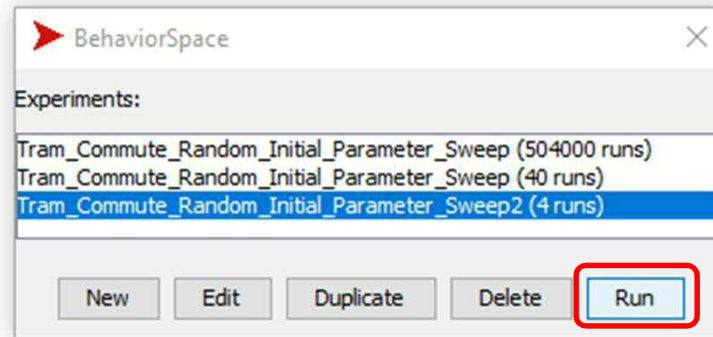 BehaviorSpace
Experiments:
Tram_Commute_Random_Initial_Parameter_Sweep (504000 runs)
Tram_Commute_Random_Initial_Parameter_Sweep (40 runs)
Tram_Commute_Random_Initial_Parameter_Sweep2 (4 runs)
New Edit Duplicate Delete Run